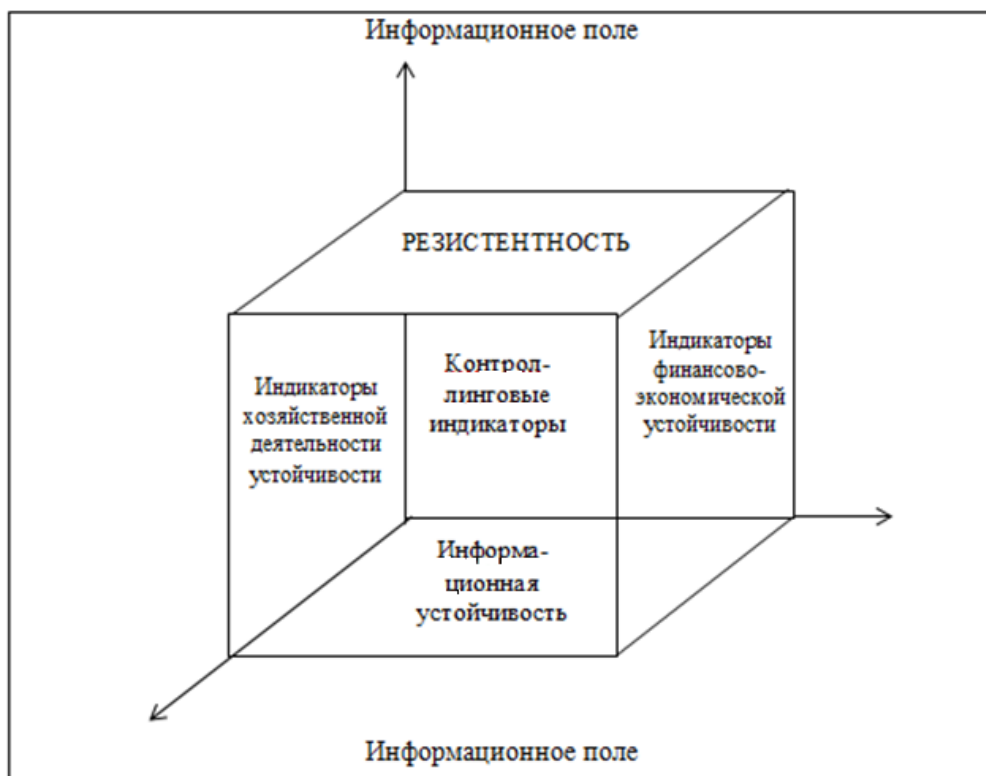 Информационное поле
РЕЗИСТЕНТНОСТЬ
Индикаторы
хозяйственной
деятельности
устойчивости
Контрол-
линговые
индикаторы
Индикаторы
финансово-
экономической
устойчивости
Информа-
ционная
устойчивость
Информационное поле